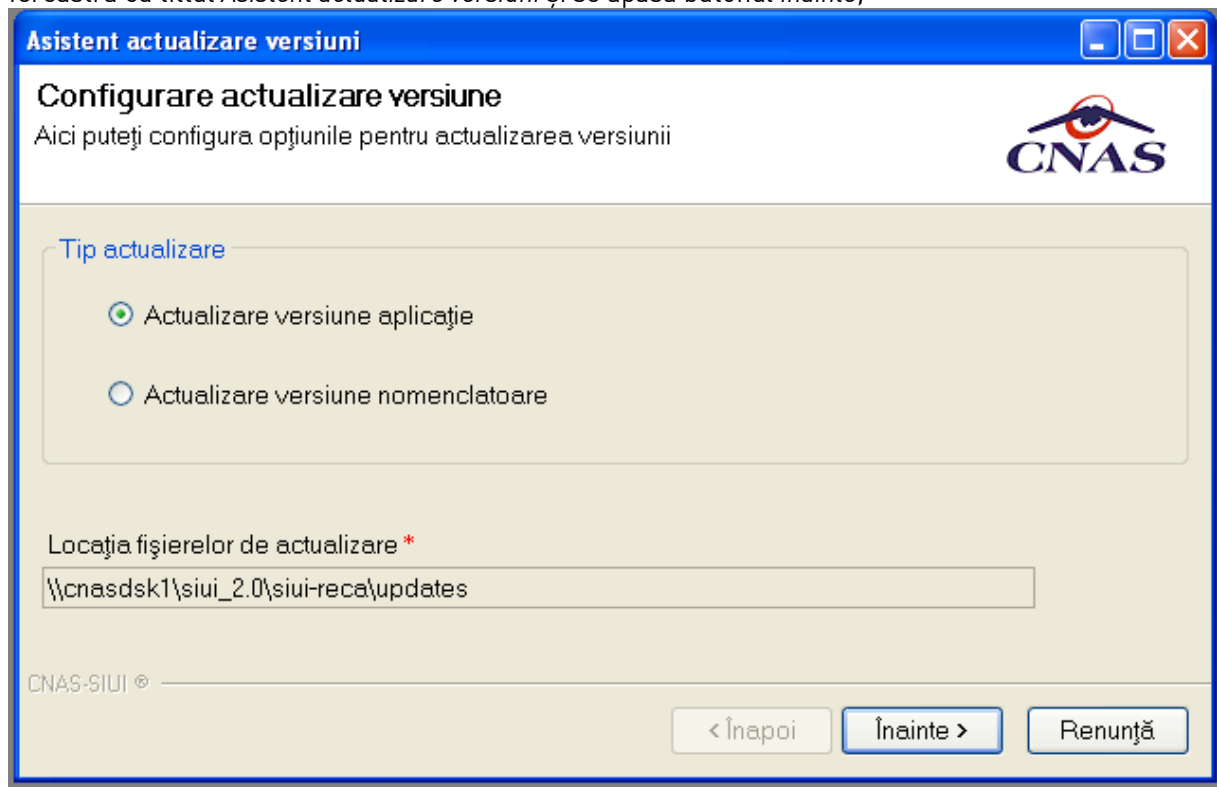 Asistent actualizare versiuni
Configurare actualizare versiune
Aici puteţi configura opţiunile pentru actualizarea versiunii
CNAS
Tip actualizare
Actualizare versiune aplicaţie
Actualizare versiune nomenclatoare
Locaţia fişierelor de actualizare *
\\cnasdsk1\siui_2.0\siui-reca\updates
CNAS-SIUI ®
< Înapoi
Înainte >
Renunţă